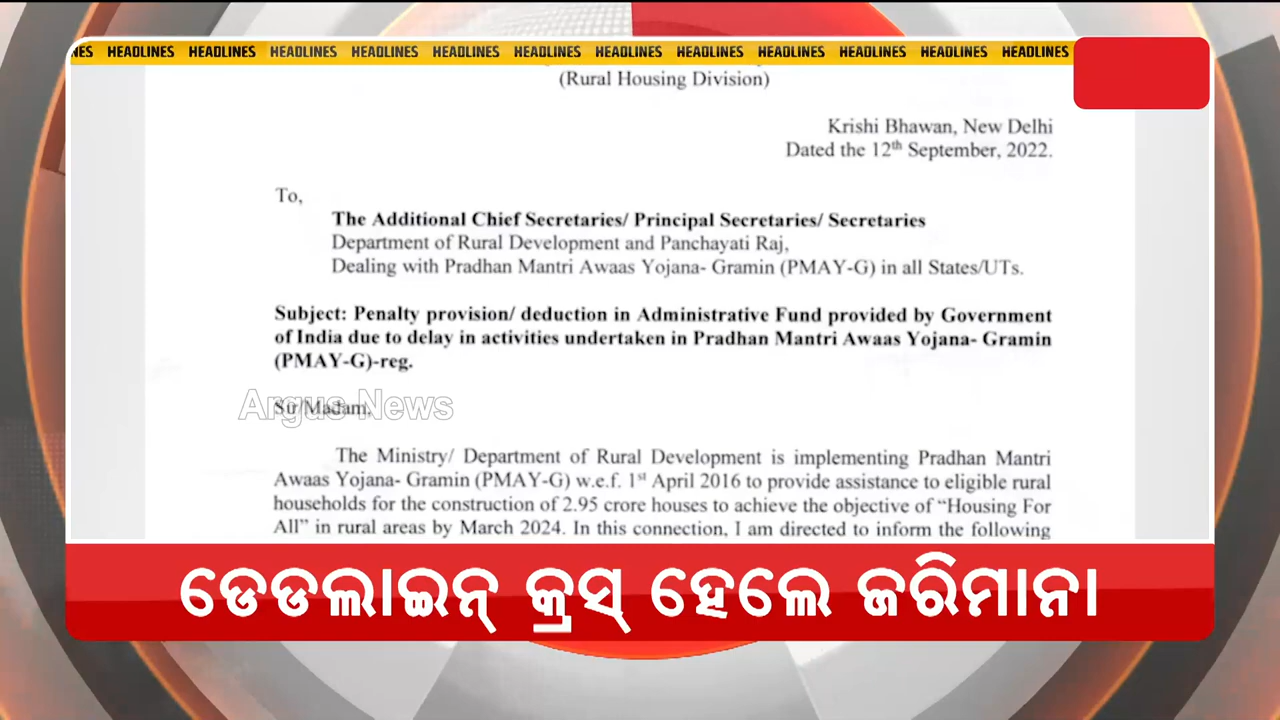 NES HEADLINES HEADLINES HEADLINES HEADLINES HEADLINES HEADLINES HEADLINES HEADLINES HEADLINES HEADLINES HEADLINES HEADLINES
(Rural Housing Division)
Krishi Bhawan, New Delhi
Dated the 12th September, 2022.
To,
The Additional Chief Secretaries/ Principal Secretaries/ Secretaries
Department of Rural Development and Panchayati Raj,
Dealing with Pradhan Mantri Awaas Yojana- Gramin (PMAY-G) in all States/UTs.
Subject: Penalty provision/ deduction in Administrative Fund provided by Government
of India due to delay in activities undertaken in Pradhan Mantri Awaas Yojana- Gramin
(PMAY-G)-reg.
Sir/Madam,
Argus News
The Ministry/ Department of Rural Development is implementing Pradhan Mantri
Awaas Yojana- Gramin (PMAY-G) w.e.f. 1st April 2016 to provide assistance to eligible rural
households for the construction of 2.95 crore houses to achieve the objective of “Housing For
All” in rural areas by March 2024. In this connection, I am directed to inform the following
ଡେଡଲାଇନ୍ କ୍ରସ୍ ହେଲେ ଜରିମାନା